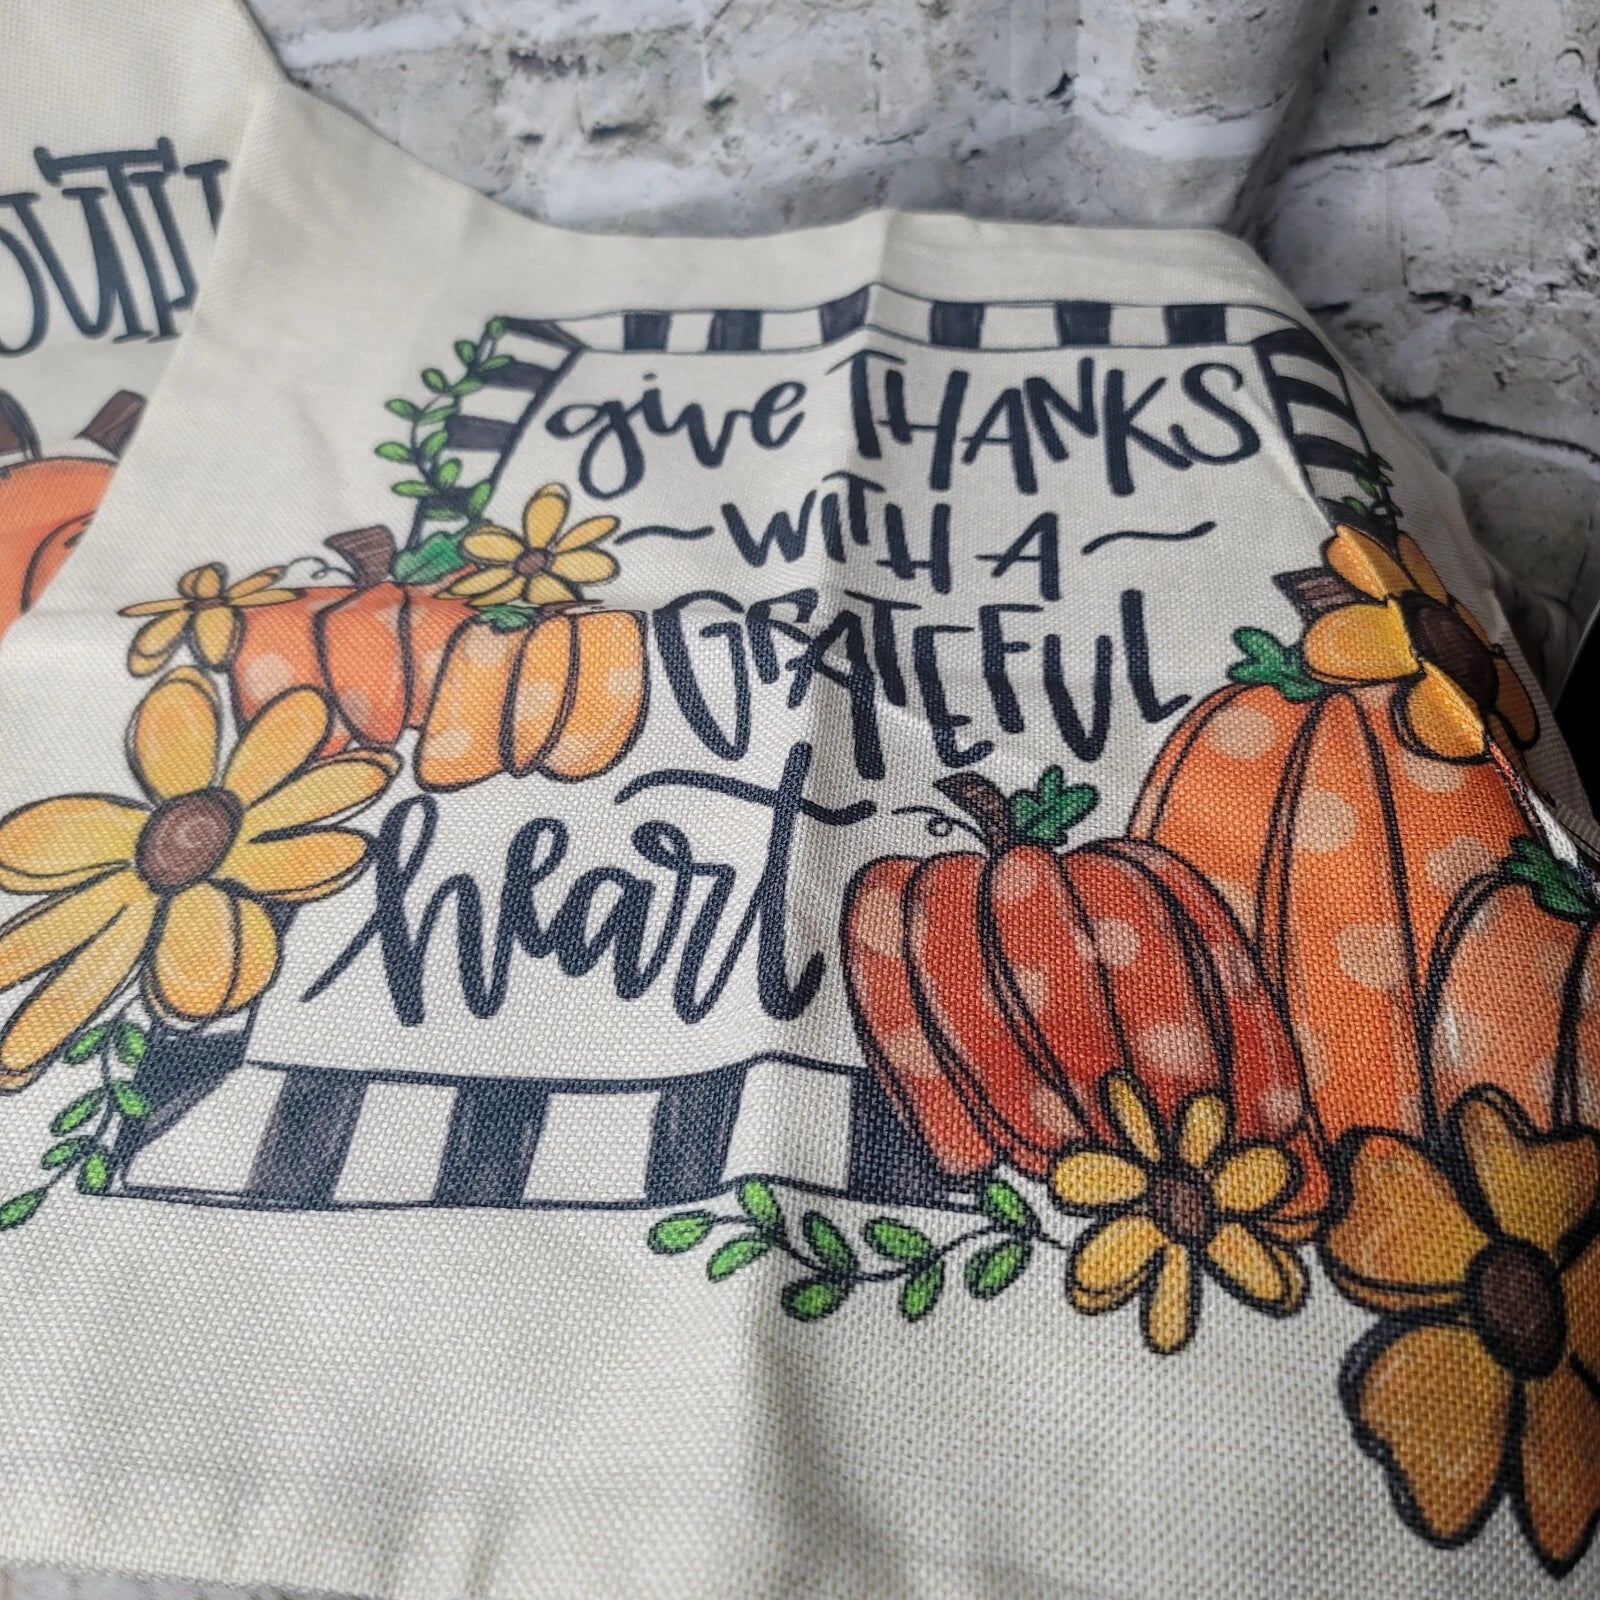 give THANKS
~ WITH A ~
GRATEFUL
heart